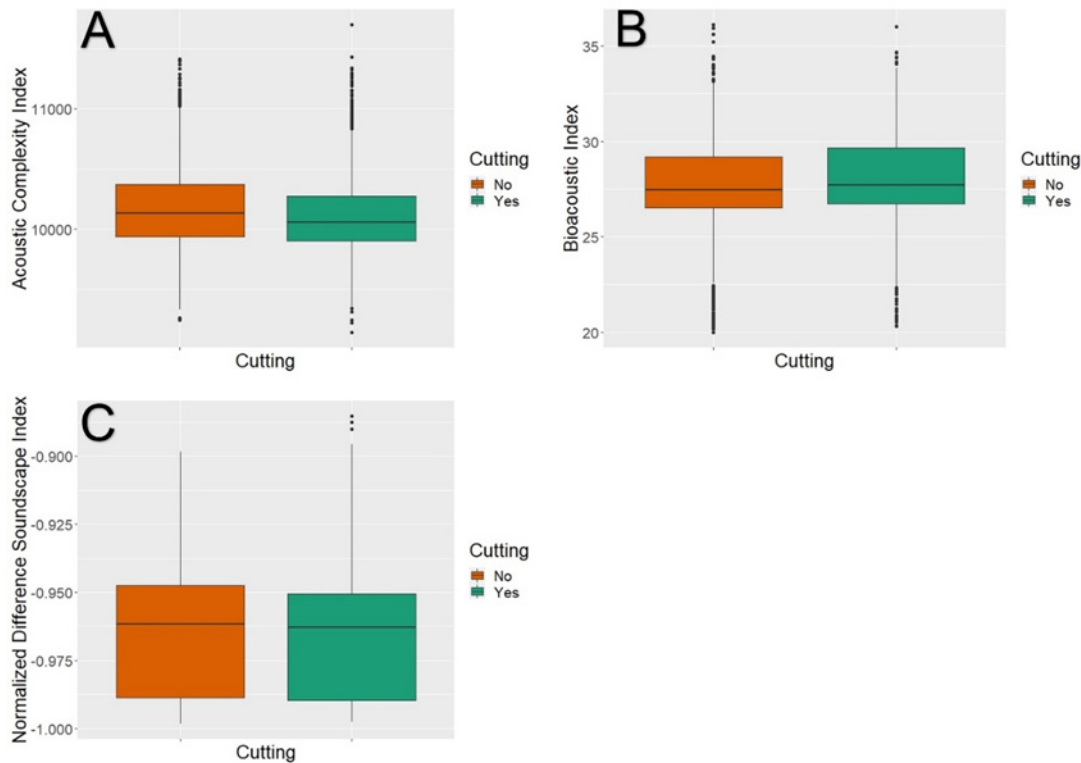 A
Acoustic Complexity Index
11000
10000
Cutting
Cutting
No
Yes
B
Bioacoustic Index
35
30
25
20
Cutting
Cutting
No
Yes
C
Normalized Difference Soundscape Index
-0.900
-0.925
-0.950
-0.975
-1.000
Cutting
Cutting
No
Yes